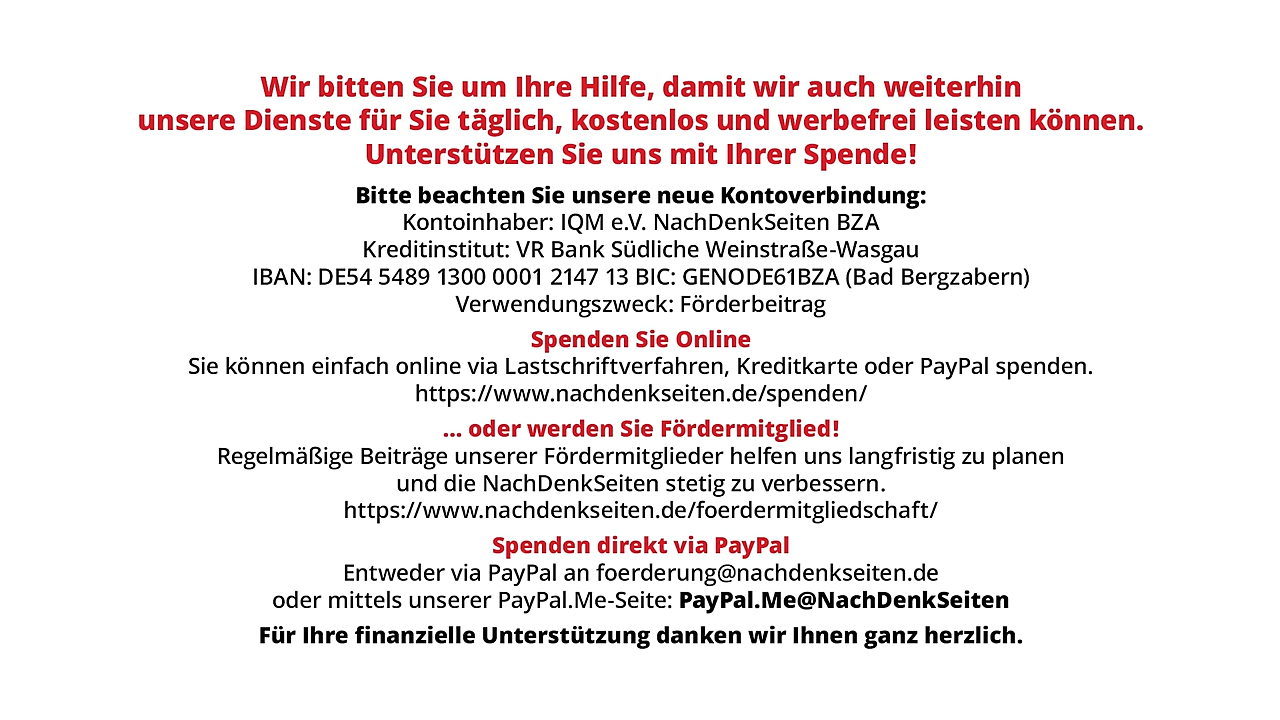 Wir bitten Sie um Ihre Hilfe, damit wir auch weiterhin
unsere Dienste für Sie täglich, kostenlos und werbefrei leisten können.
Unterstützen Sie uns mit Ihrer Spende!
Bitte beachten Sie unsere neue Kontoverbindung:
Kontoinhaber: IQM e.V. NachDenkSeiten BZA
Kreditinstitut: VR Bank Südliche Weinstraße-Wasgau
IBAN: DE54 5489 1300 0001 2147 13 BIC: GENODE61BZA (Bad Bergzabern)
Verwendungszweck: Förderbeitrag
Spenden Sie Online
Sie können einfach online via Lastschriftverfahren, Kreditkarte oder PayPal spenden.
https://www.nachdenkseiten.de/spenden/
... oder werden Sie Fördermitglied!
Regelmäßige Beiträge unserer Fördermitglieder helfen uns langfristig zu planen
und die NachDenkSeiten stetig zu verbessern.
https://www.nachdenkseiten.de/foerdermitgliedschaft/
Spenden direkt via PayPal
Entweder via PayPal an foerderung@nachdenkseiten.de
oder mittels unserer PayPal.Me-Seite: PayPal.Me@NachDenkSeiten
Für Ihre finanzielle Unterstützung danken wir Ihnen ganz herzlich.